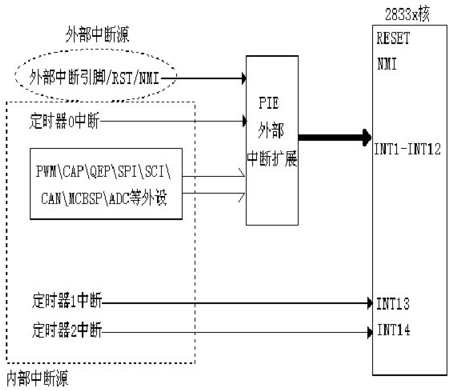 2833x核
外部中断源
RESET
NMI
外部中断引脚/RST/NMI
PIE
外部
中断扩展
定时器0中断
INT1-INT12
PWM\CAP\QEP\SPI\SCI\
CAN\MCBSP\ADC等外设
定时器1中断
INT13
定时器2中断
INT14
内部中断源